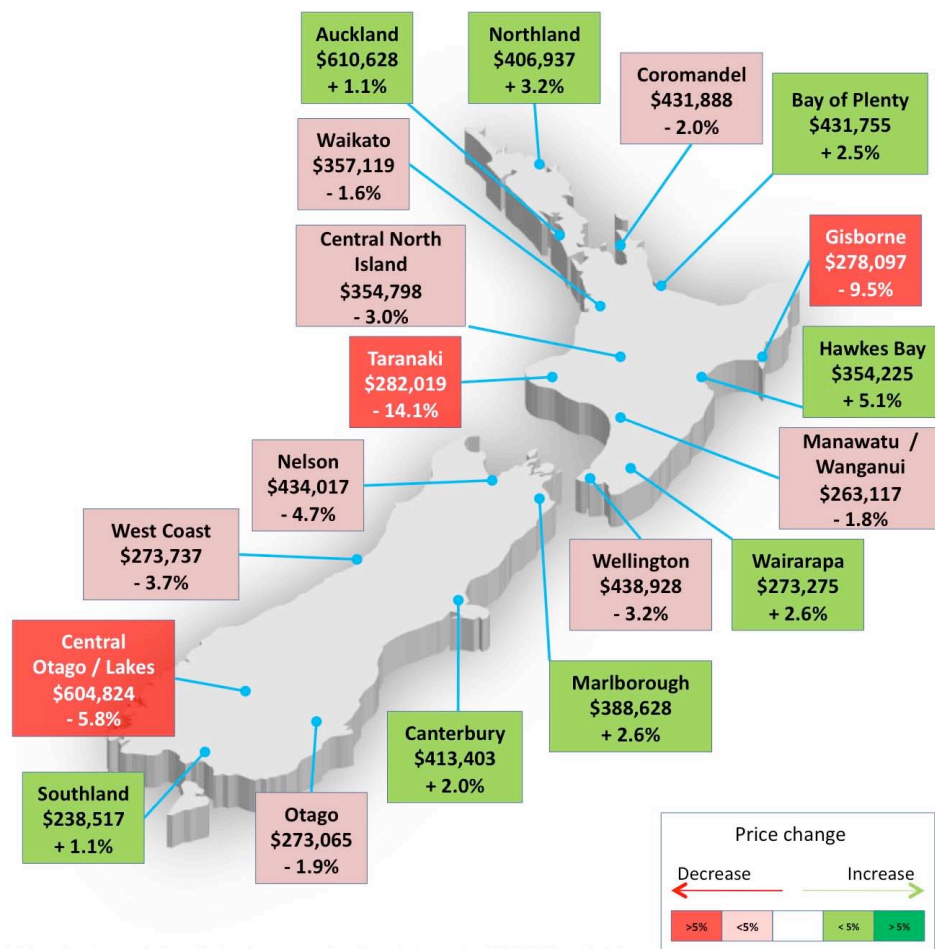 Auckland
$610,628
+ 1.1%
Northland
$406,937
+ 3.2%
Coromandel
$431,888
- 2.0%
Bay of Plenty
$431,755
+ 2.5%
Waikato
$357,119
- 1.6%
Central North
Island
$354,798
- 3.0%
Gisborne
$278,097
- 9.5%
Taranaki
$282,019
- 14.1%
Hawkes Bay
$354,225
+ 5.1%
Manawatu /
Wanganui
$263,117
- 1.8%
Nelson
$434,017
- 4.7%
West Coast
$273,737
- 3.7%
Wellington
$438,928
- 3.2%
Wairarapa
$273,275
+ 2.6%
Central
Otago / Lakes
$604,824
- 5.8%
Marlborough
$388,628
+ 2.6%
Canterbury
$413,403
+ 2.0%
Southland
$238,517
+ 1.1%
Otago
$273,065
- 1.9%
Price change
Decrease Increase
>5% <5% < 5% > 5%